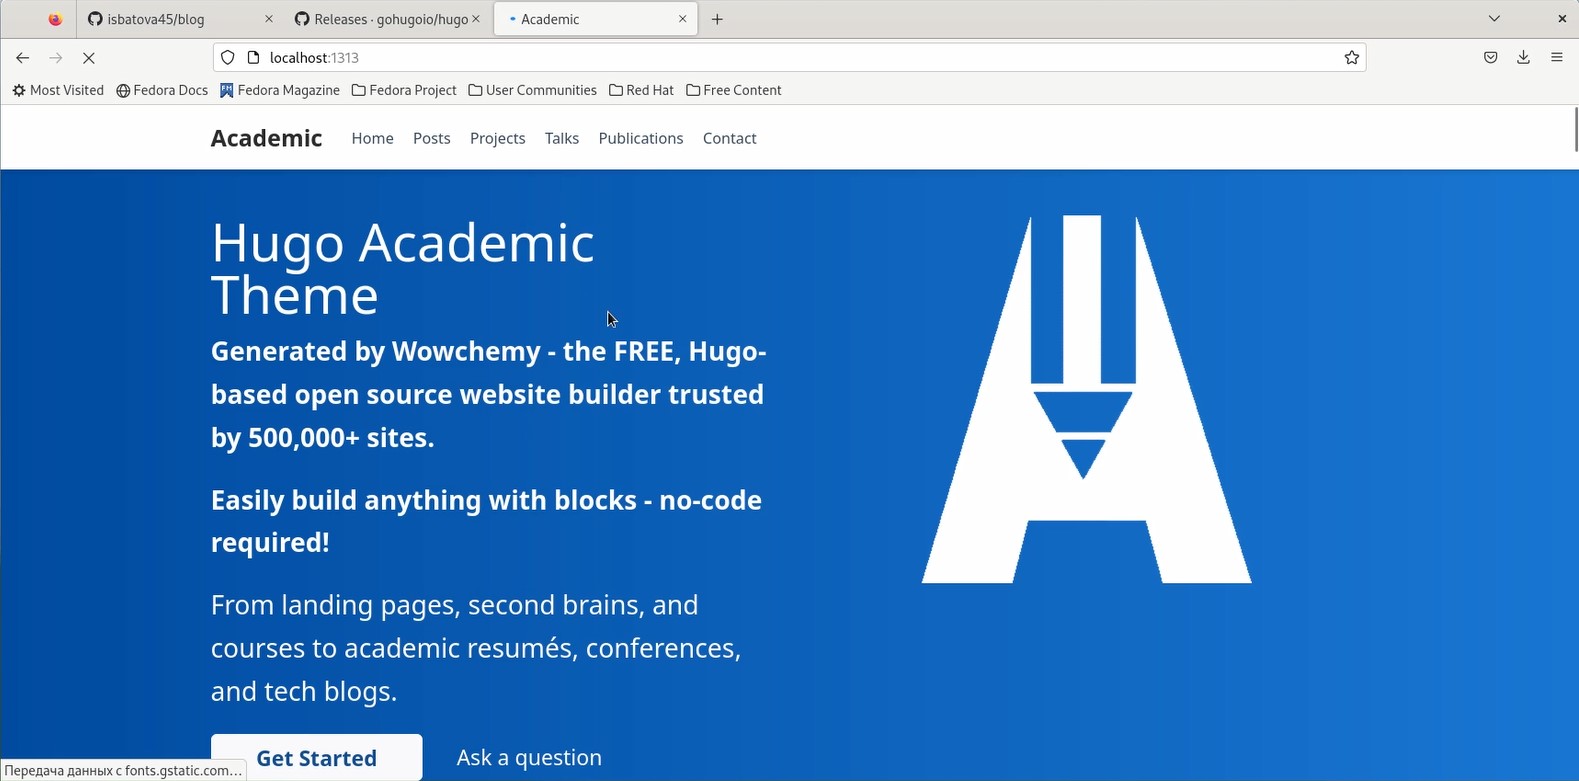 isbatova45/blog
Releases · gohugoio/hugo
Academic
localhost:1313
Most Visited Fedora Docs Fedora Magazine Fedora Project User Communities Red Hat Free Content
Academic Home Posts Projects Talks Publications Contact
Hugo Academic
Theme
Generated by Wowchemy - the FREE, Hugo-
based open source website builder trusted
by 500,000+ sites.
Easily build anything with blocks - no-code
required!
From landing pages, second brains, and
courses to academic resumés, conferences,
and tech blogs.
Get Started Ask a question
Передача данных с fonts.gstatic.com…